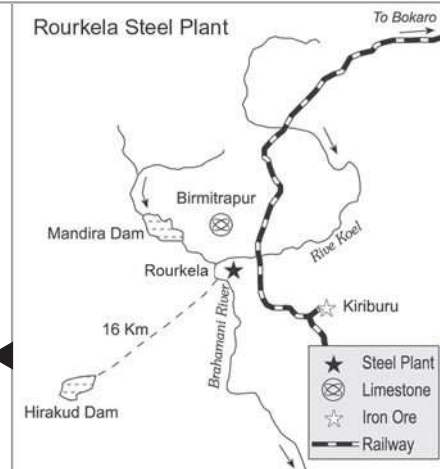 Rourkela Steel Plant
To Bokaro
Birmitrapur
Mandira Dam
Rive Koel
Rourkela
Kiriburu
Brahamani River
16 Km
Hirakud Dam
Steel Plant
Limestone
Iron Ore
Railway